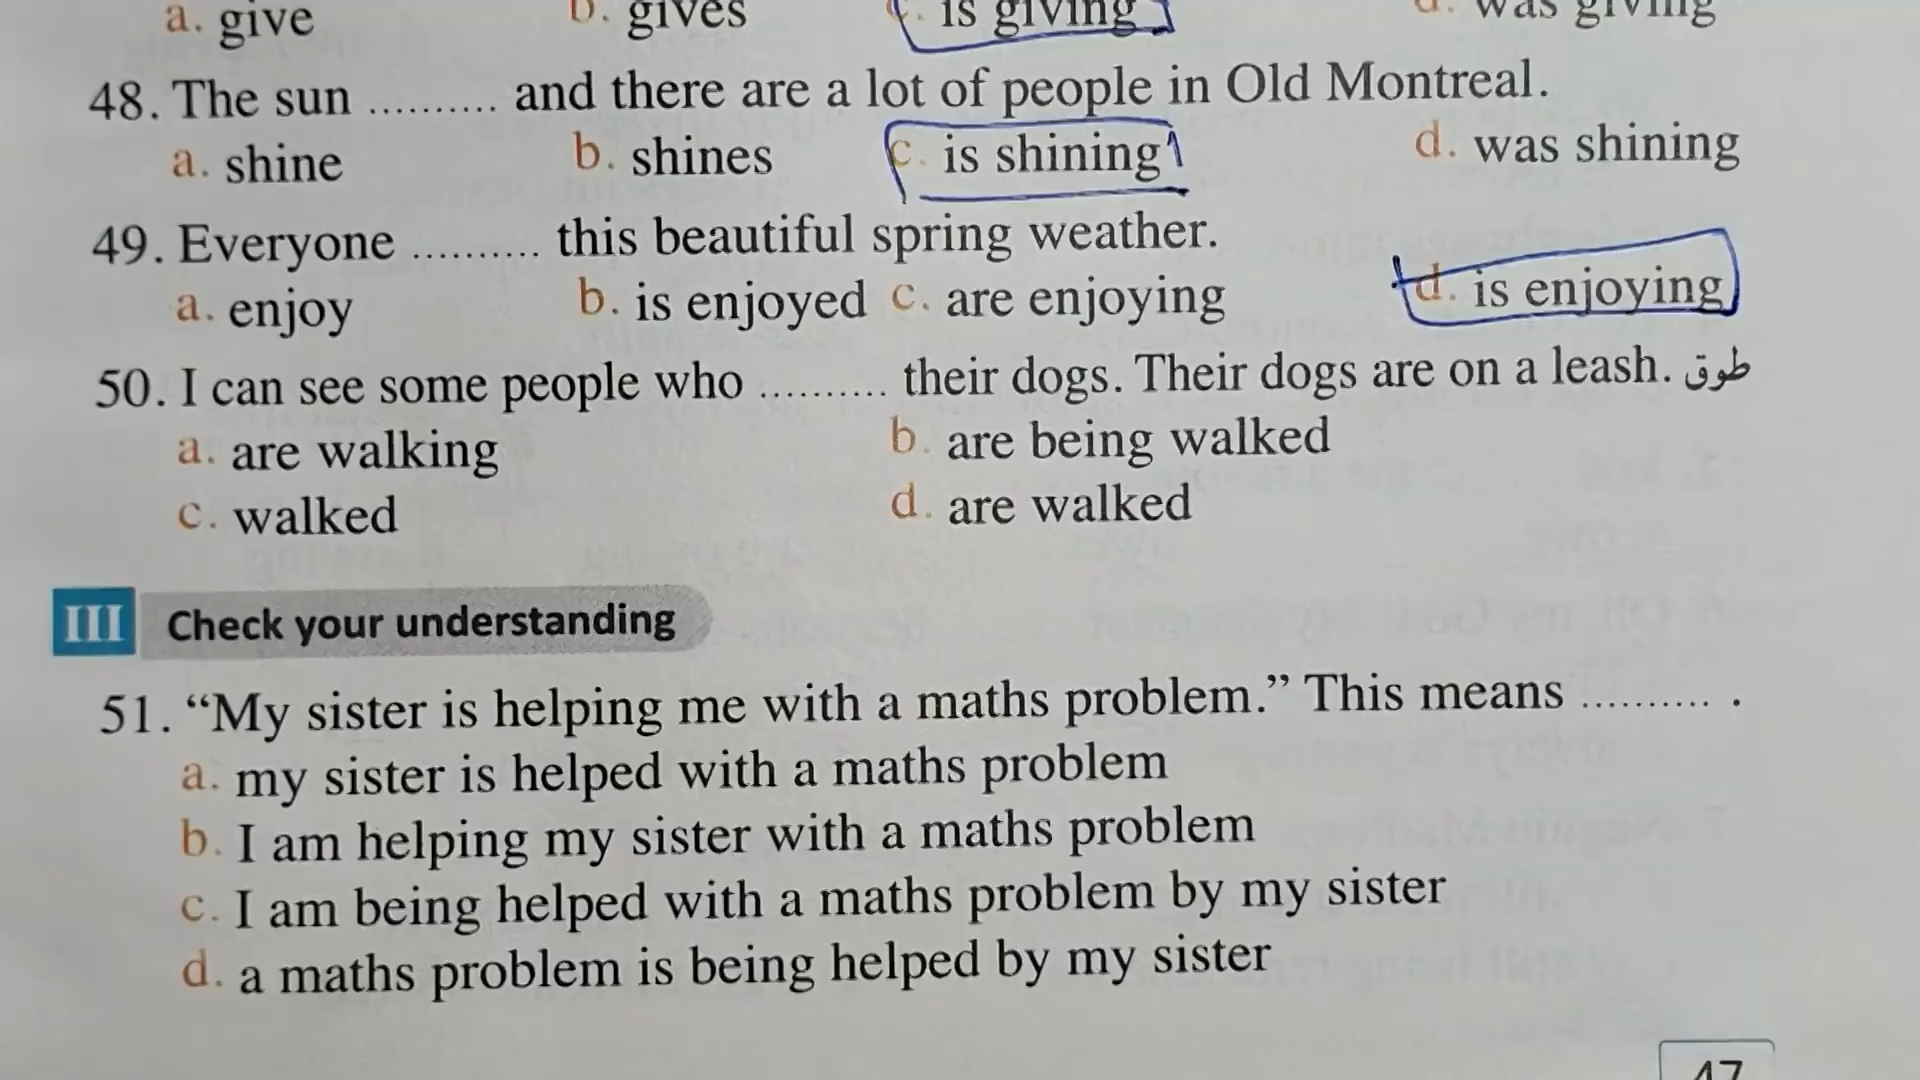 a. give b. gives c. is giving d. was giving
48. The sun .......... and there are a lot of people in Old Montreal.
a. shine b. shines c. is shining d. was shining
49. Everyone .......... this beautiful spring weather.
a. enjoy b. is enjoyed c. are enjoying d. is enjoying
50. I can see some people who .......... their dogs. Their dogs are on a leash. طوق
a. are walking b. are being walked
c. walked d. are walked
III Check your understanding
51. “My sister is helping me with a maths problem.” This means .......... .
a. my sister is helped with a maths problem
b. I am helping my sister with a maths problem
c. I am being helped with a maths problem by my sister
d. a maths problem is being helped by my sister
47